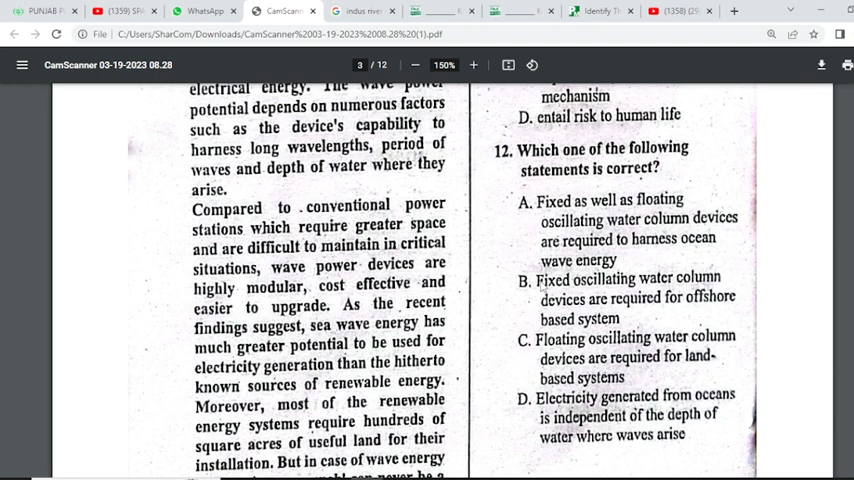 PUNJAB P
(1359) SPA
WhatsApp
CamScann
indus river
Identify Th
(1358) (29
File
C:/Users/SharCom/Downloads/CamScanner%2003-19-2023%2008.28%20(1).pdf
CamScanner 03-19-2023 08.28
3 / 12
150%
electrical energy. The wave power
potential depends on numerous factors
such as the device's capability to
harness long wavelengths, period of
waves and depth of water where they
arise.
Compared to conventional power
stations which require greater space
and are difficult to maintain in critical
situations, wave power devices are
highly modular, cost effective and
easier to upgrade. As the recent
findings suggest, sea wave energy has
much greater potential to be used for
electricity generation than the hitherto
known sources of renewable energy.
Moreover, most of the renewable
energy systems require hundreds of
square acres of useful land for their
installation. But in case of wave energy
never be a
mechanism
D. entail risk to human life
12. Which one of the following
statements is correct?
A. Fixed as well as floating
oscillating water column devices
are required to harness ocean
wave energy
B. Fixed oscillating water column
devices are required for offshore
based system
C. Floating oscillating water column
devices are required for land-
based systems
D. Electricity generated from oceans
is independent of the depth of
water where waves arise